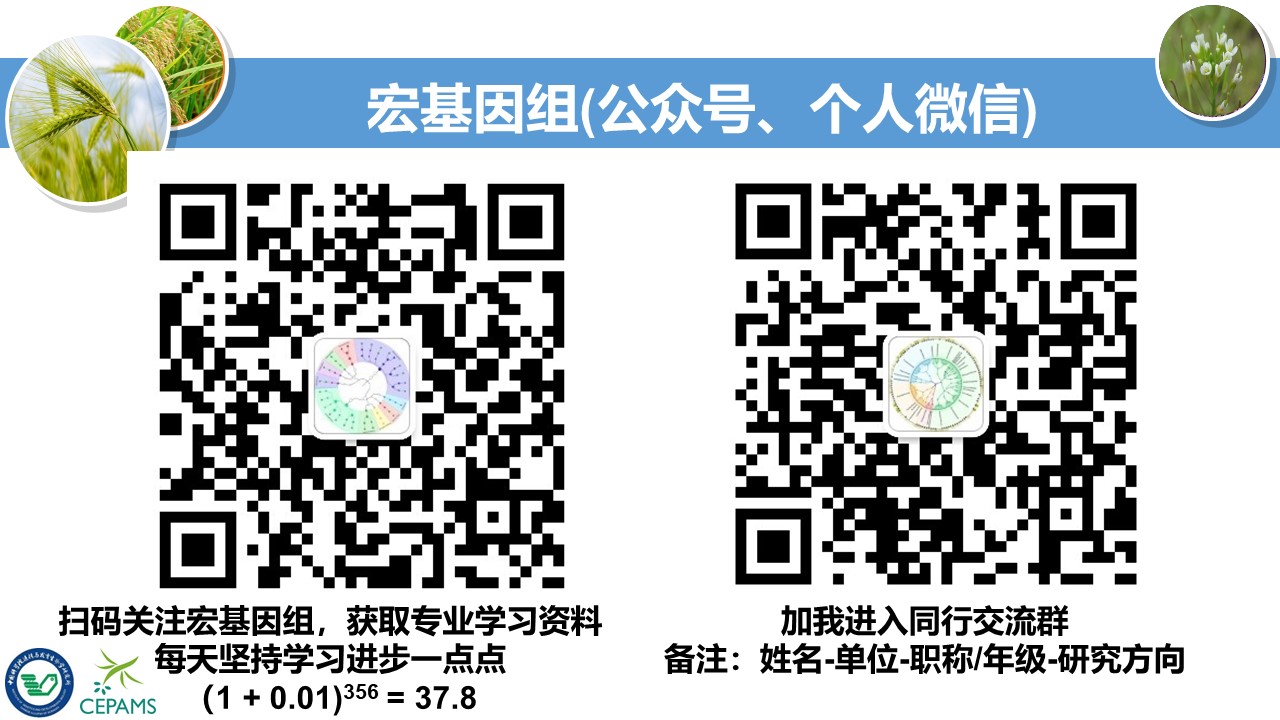 宏基因组(公众号、个人微信)
扫码关注宏基因组，获取专业学习资料
每天坚持学习进步一点点
(1 + 0.01)³⁵⁶ = 37.8
加我进入同行交流群
备注：姓名-单位-职称/年级-研究方向
CEPAMS